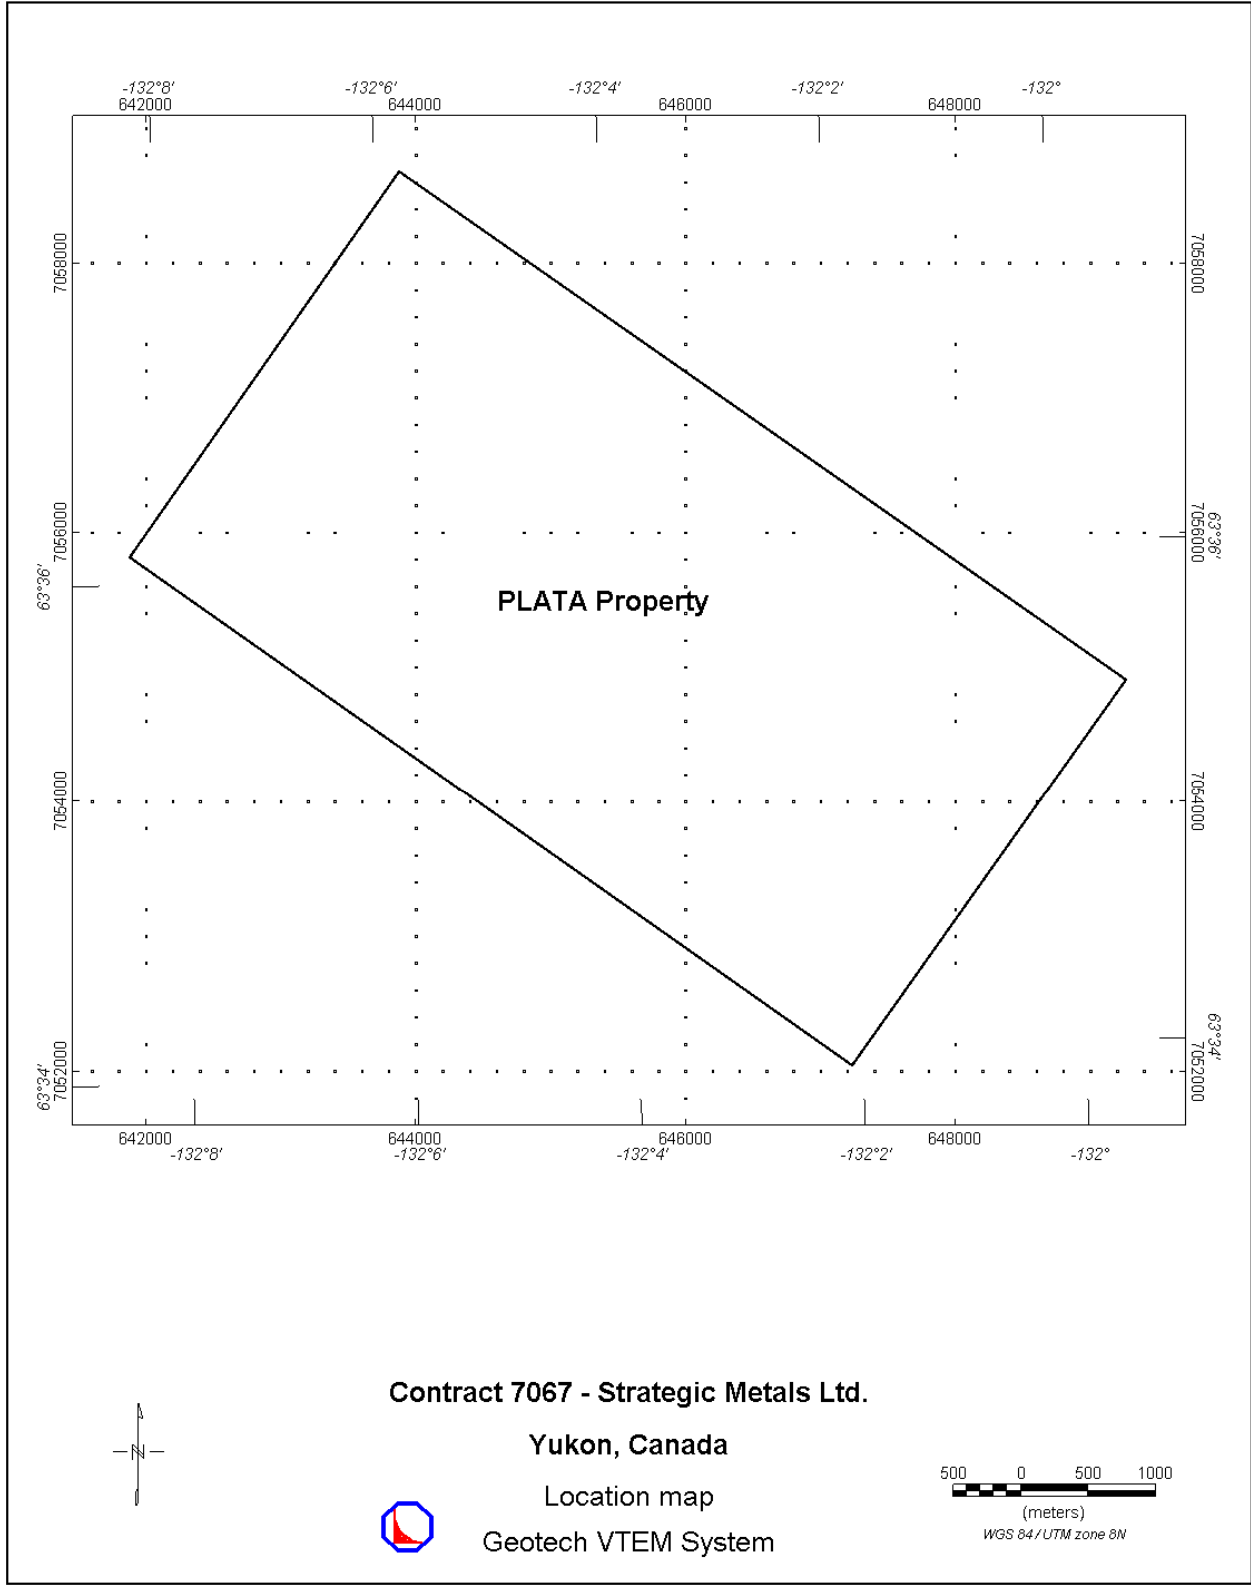 -132°8' -132°6' -132°4' -132°2' -132°
642000 644000 646000 648000
7058000 7058000
7056000 7056000
63°36' 63°36'
PLATA Property
7054000 7054000
63°34' 63°34'
7052000 7052000
642000 644000 646000 648000
-132°8' -132°6' -132°4' -132°2' -132°
Contract 7067 - Strategic Metals Ltd.
Yukon, Canada
Location map
Geotech VTEM System
N
500 0 500 1000
(meters)
WGS 84 / UTM zone 8N